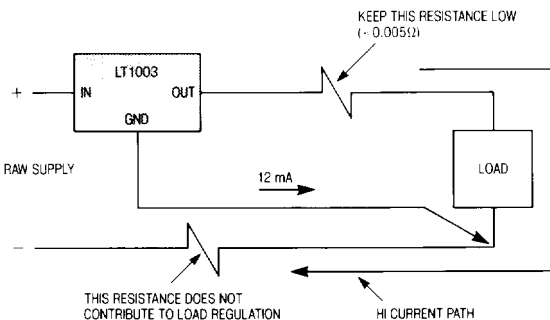 KEEP THIS RESISTANCE LOW
(~0.005Ω)
LT1003
+
IN
OUT
GND
RAW SUPPLY
12 mA
LOAD
−
THIS RESISTANCE DOES NOT
CONTRIBUTE TO LOAD REGULATION
HI CURRENT PATH